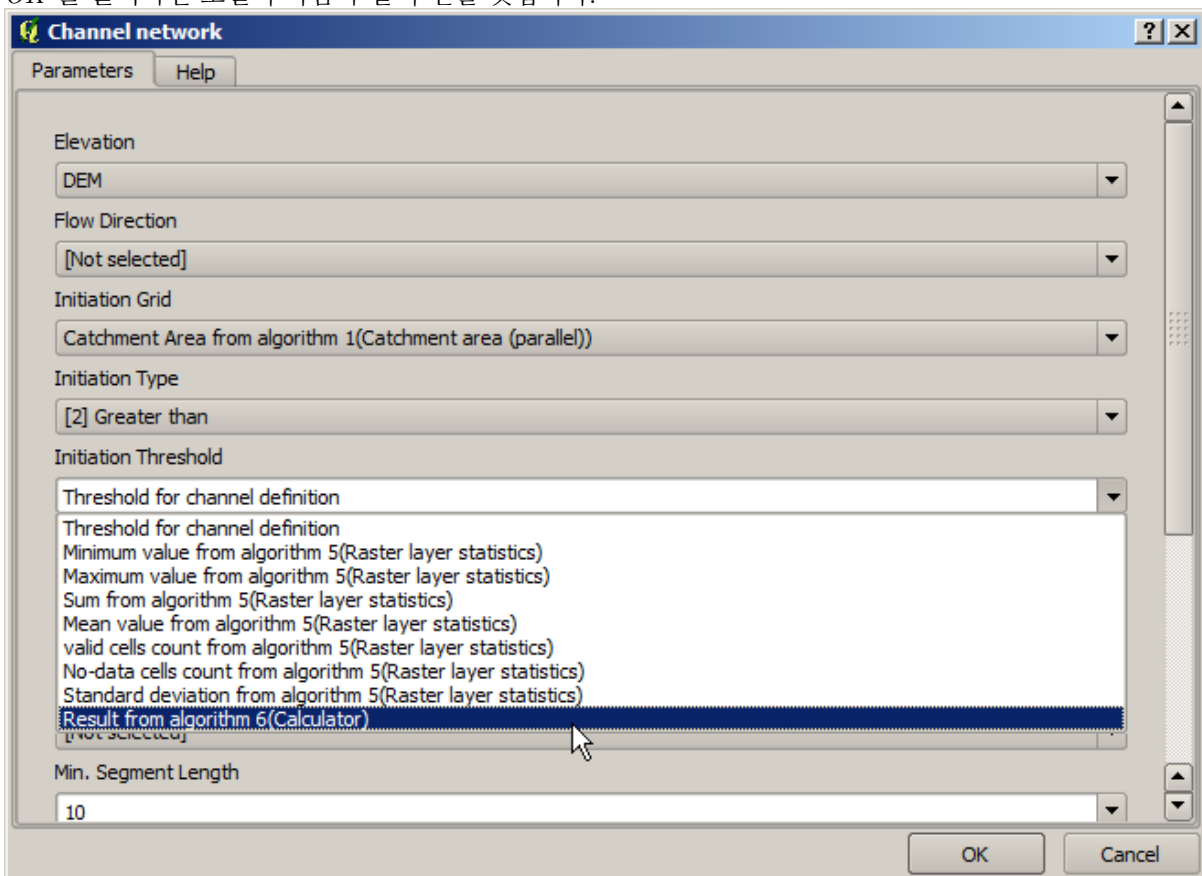 Channel network
Parameters
Help
Elevation
DEM
Flow Direction
[Not selected]
Initiation Grid
Catchment Area from algorithm 1(Catchment area (parallel))
Initiation Type
[2] Greater than
Initiation Threshold
Threshold for channel definition
Threshold for channel definition
Minimum value from algorithm 5(Raster layer statistics)
Maximum value from algorithm 5(Raster layer statistics)
Sum from algorithm 5(Raster layer statistics)
Mean value from algorithm 5(Raster layer statistics)
valid cells count from algorithm 5(Raster layer statistics)
No-data cells count from algorithm 5(Raster layer statistics)
Standard deviation from algorithm 5(Raster layer statistics)
Result from algorithm 6(Calculator)
[Not selected]
Min. Segment Length
10
OK
Cancel